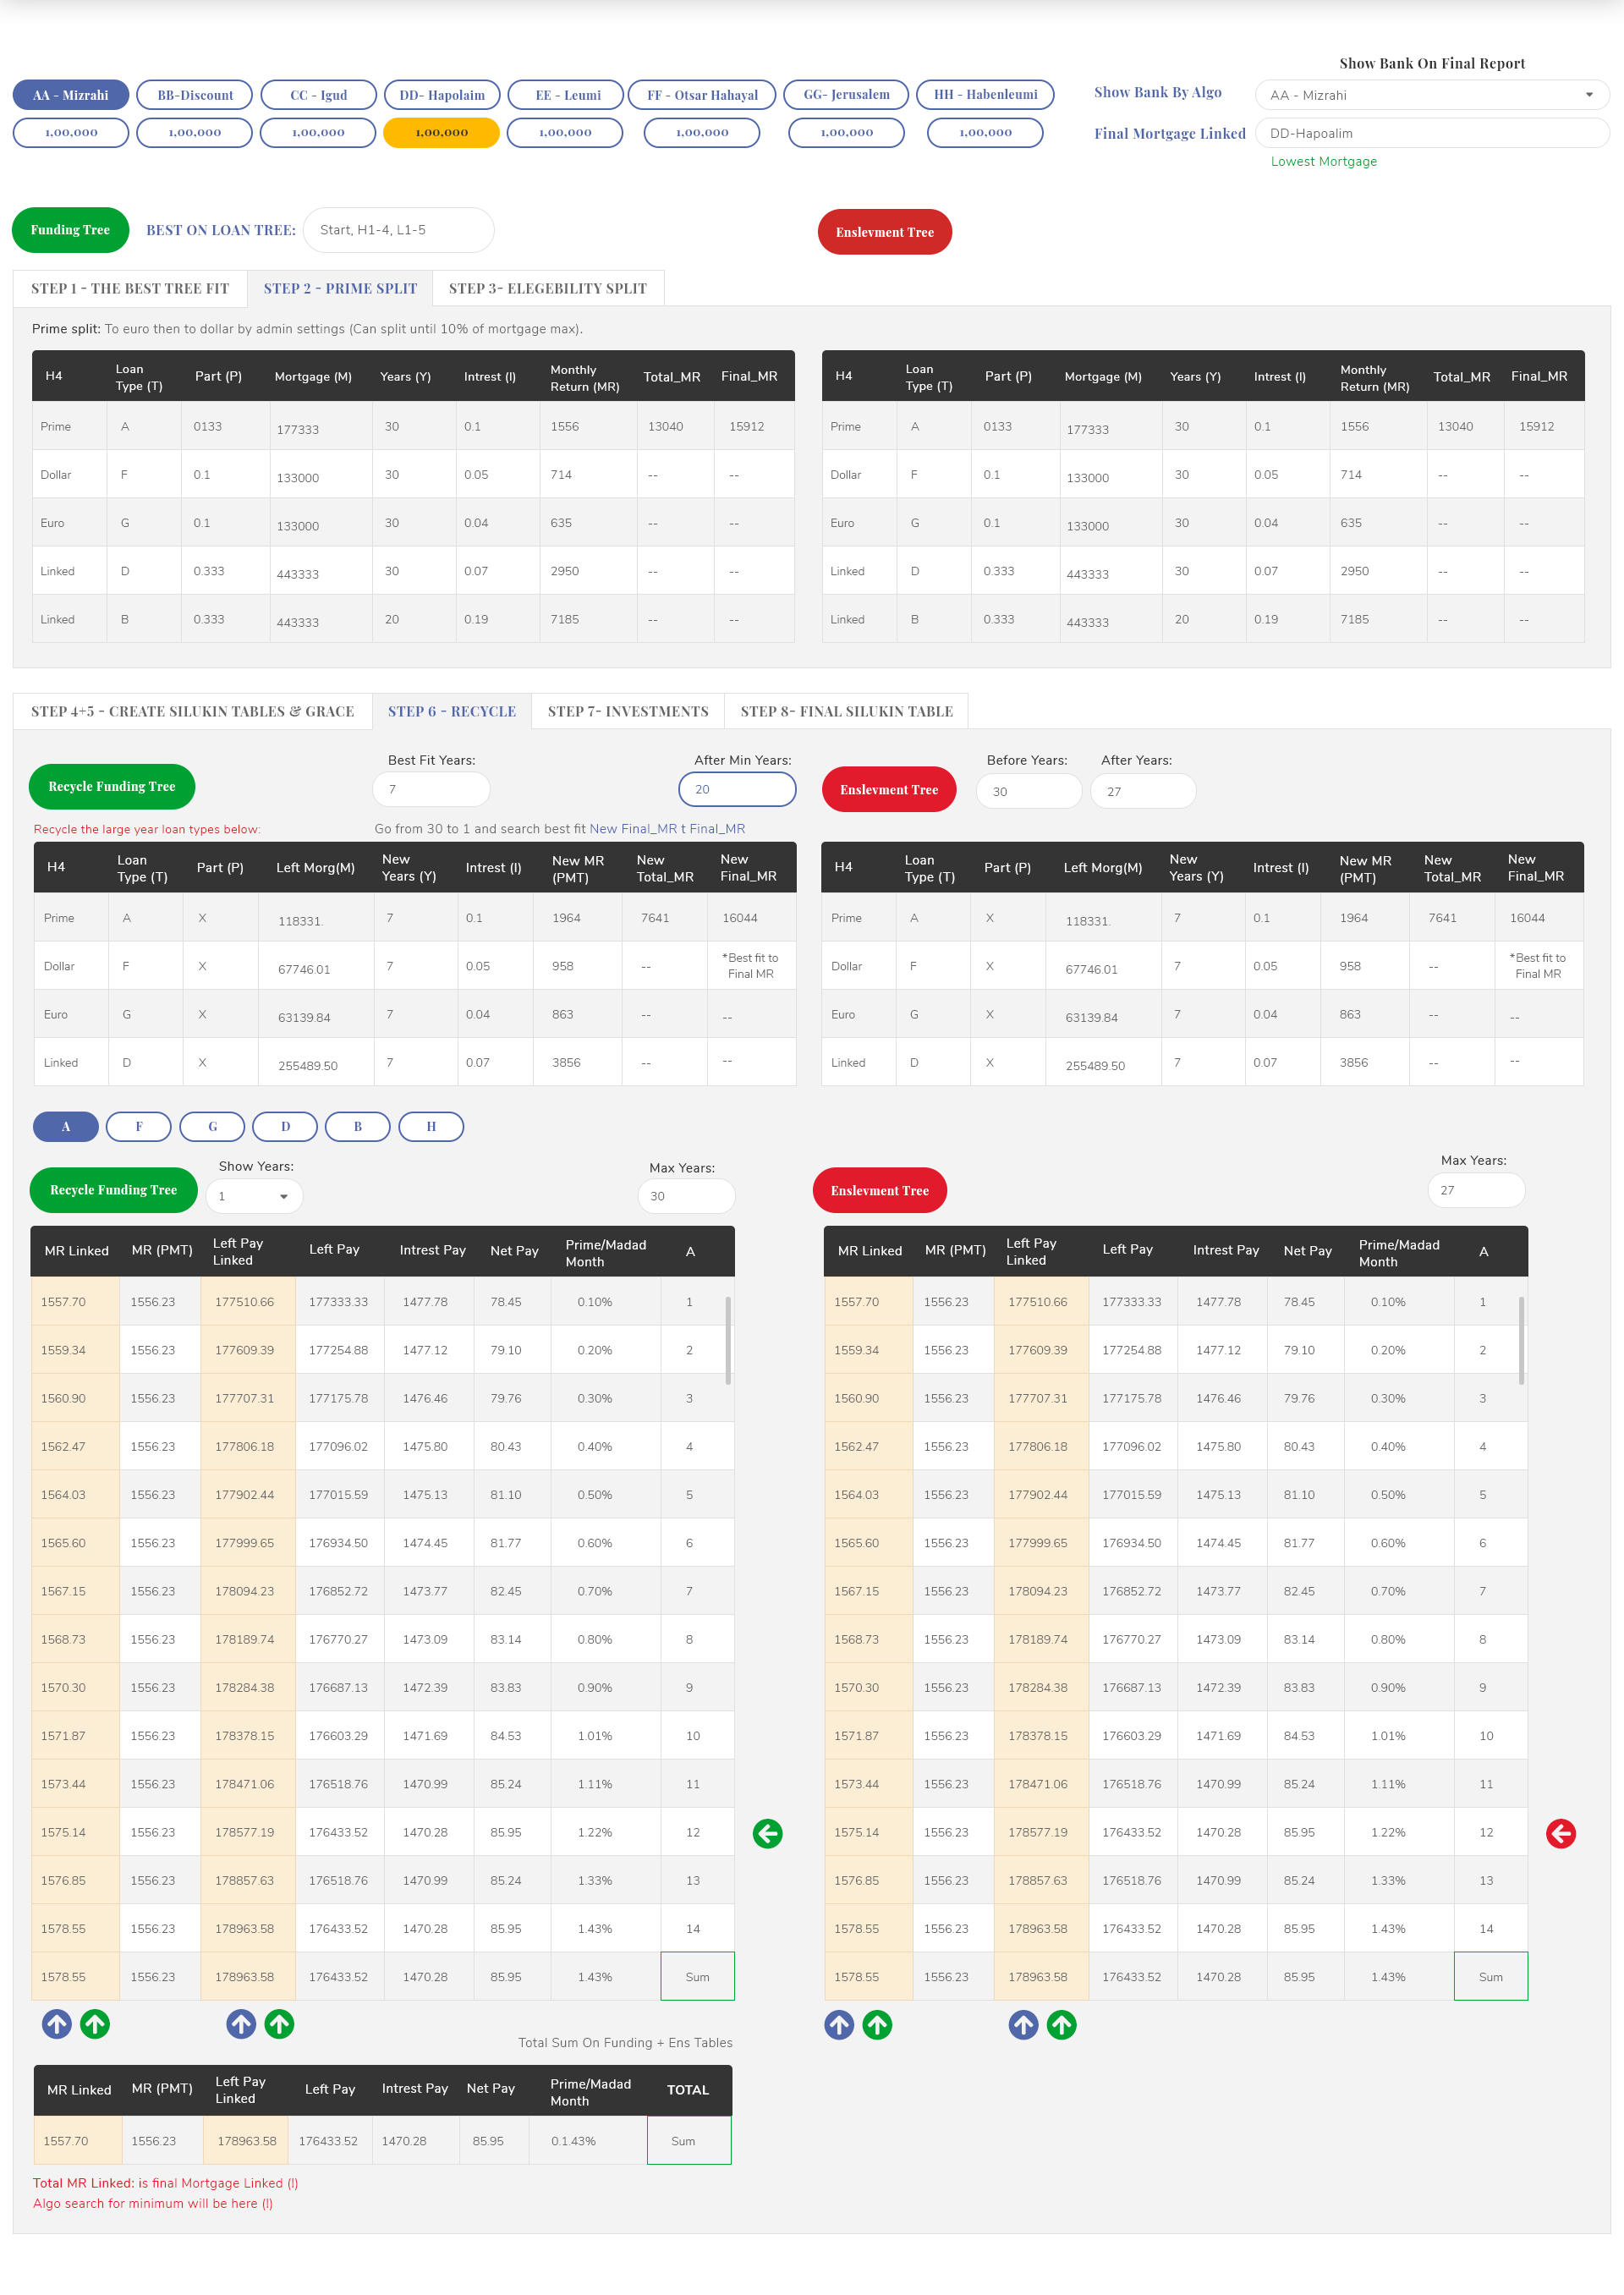 Show Bank On Final Report
AA - Mizrahi BB-Discount CC - Igud DD- Hapolaim EE - Leumi FF - Otsar Hahayal GG- Jerusalem HH - Habenleumi Show Bank By Algo AA - Mizrahi
1,00,000 1,00,000 1,00,000 1,00,000 1,00,000 1,00,000 1,00,000 1,00,000 Final Mortgage Linked DD-Hapoalim
Lowest Mortgage
Funding Tree BEST ON LOAN TREE: Start, H1-4, L1-5 Enslevment Tree
STEP 1 - THE BEST TREE FIT STEP 2 - PRIME SPLIT STEP 3- ELEGEBILITY SPLIT
Prime split: To euro then to dollar by admin settings (Can split until 10% of mortgage max).
H4 Loan Type (T) Part (P) Mortgage (M) Years (Y) Intrest (I) Monthly Return (MR) Total_MR Final_MR
Prime A 0133 177333 30 0.1 1556 13040 15912
Dollar F 0.1 133000 30 0.05 714 -- --
Euro G 0.1 133000 30 0.04 635 -- --
Linked D 0.333 443333 30 0.07 2950 -- --
Linked B 0.333 443333 20 0.19 7185 -- --
H4 Loan Type (T) Part (P) Mortgage (M) Years (Y) Intrest (I) Monthly Return (MR) Total_MR Final_MR
Prime A 0133 177333 30 0.1 1556 13040 15912
Dollar F 0.1 133000 30 0.05 714 -- --
Euro G 0.1 133000 30 0.04 635 -- --
Linked D 0.333 443333 30 0.07 2950 -- --
Linked B 0.333 443333 20 0.19 7185 -- --
STEP 4+5 - CREATE SILUKIN TABLES & GRACE STEP 6 - RECYCLE STEP 7- INVESTMENTS STEP 8- FINAL SILUKIN TABLE
Best Fit Years: After Min Years: Before Years: After Years:
Recycle Funding Tree 7 20 Enslevment Tree 30 27
Recycle the large year loan types below: Go from 30 to 1 and search best fit New Final_MR t Final_MR
H4 Loan Type (T) Part (P) Left Morg(M) New Years (Y) Intrest (I) New MR (PMT) New Total_MR New Final_MR
Prime A X 118331. 7 0.1 1964 7641 16044
Dollar F X 67746.01 7 0.05 958 -- *Best fit to Final MR
Euro G X 63139.84 7 0.04 863 -- --
Linked D X 255489.50 7 0.07 3856 -- --
H4 Loan Type (T) Part (P) Left Morg(M) New Years (Y) Intrest (I) New MR (PMT) New Total_MR New Final_MR
Prime A X 118331. 7 0.1 1964 7641 16044
Dollar F X 67746.01 7 0.05 958 -- *Best fit to Final MR
Euro G X 63139.84 7 0.04 863 -- --
Linked D X 255489.50 7 0.07 3856 -- --
A F G D B H
Show Years: Max Years: Max Years:
Recycle Funding Tree 1 30 Enslevment Tree 27
MR Linked MR (PMT) Left Pay Linked Left Pay Intrest Pay Net Pay Prime/Madad Month A
1557.70 1556.23 177510.66 177333.33 1477.78 78.45 0.10% 1
1559.34 1556.23 177609.39 177254.88 1477.12 79.10 0.20% 2
1560.90 1556.23 177707.31 177175.78 1476.46 79.76 0.30% 3
1562.47 1556.23 177806.18 177096.02 1475.80 80.43 0.40% 4
1564.03 1556.23 177902.44 177015.59 1475.13 81.10 0.50% 5
1565.60 1556.23 177999.65 176934.50 1474.45 81.77 0.60% 6
1567.15 1556.23 178094.23 176852.72 1473.77 82.45 0.70% 7
1568.73 1556.23 178189.74 176770.27 1473.09 83.14 0.80% 8
1570.30 1556.23 178284.38 176687.13 1472.39 83.83 0.90% 9
1571.87 1556.23 178378.15 176603.29 1471.69 84.53 1.01% 10
1573.44 1556.23 178471.06 176518.76 1470.99 85.24 1.11% 11
1575.14 1556.23 178577.19 176433.52 1470.28 85.95 1.22% 12
1576.85 1556.23 178857.63 176518.76 1470.99 85.24 1.33% 13
1578.55 1556.23 178963.58 176433.52 1470.28 85.95 1.43% 14
1578.55 1556.23 178963.58 176433.52 1470.28 85.95 1.43% Sum
MR Linked MR (PMT) Left Pay Linked Left Pay Intrest Pay Net Pay Prime/Madad Month A
1557.70 1556.23 177510.66 177333.33 1477.78 78.45 0.10% 1
1559.34 1556.23 177609.39 177254.88 1477.12 79.10 0.20% 2
1560.90 1556.23 177707.31 177175.78 1476.46 79.76 0.30% 3
1562.47 1556.23 177806.18 177096.02 1475.80 80.43 0.40% 4
1564.03 1556.23 177902.44 177015.59 1475.13 81.10 0.50% 5
1565.60 1556.23 177999.65 176934.50 1474.45 81.77 0.60% 6
1567.15 1556.23 178094.23 176852.72 1473.77 82.45 0.70% 7
1568.73 1556.23 178189.74 176770.27 1473.09 83.14 0.80% 8
1570.30 1556.23 178284.38 176687.13 1472.39 83.83 0.90% 9
1571.87 1556.23 178378.15 176603.29 1471.69 84.53 1.01% 10
1573.44 1556.23 178471.06 176518.76 1470.99 85.24 1.11% 11
1575.14 1556.23 178577.19 176433.52 1470.28 85.95 1.22% 12
1576.85 1556.23 178857.63 176518.76 1470.99 85.24 1.33% 13
1578.55 1556.23 178963.58 176433.52 1470.28 85.95 1.43% 14
1578.55 1556.23 178963.58 176433.52 1470.28 85.95 1.43% Sum
Total Sum On Funding + Ens Tables
MR Linked MR (PMT) Left Pay Linked Left Pay Intrest Pay Net Pay Prime/Madad Month TOTAL
1557.70 1556.23 178963.58 176433.52 1470.28 85.95 0.1.43% Sum
Total MR Linked: is final Mortgage Linked (I)
Algo search for minimum will be here (I)